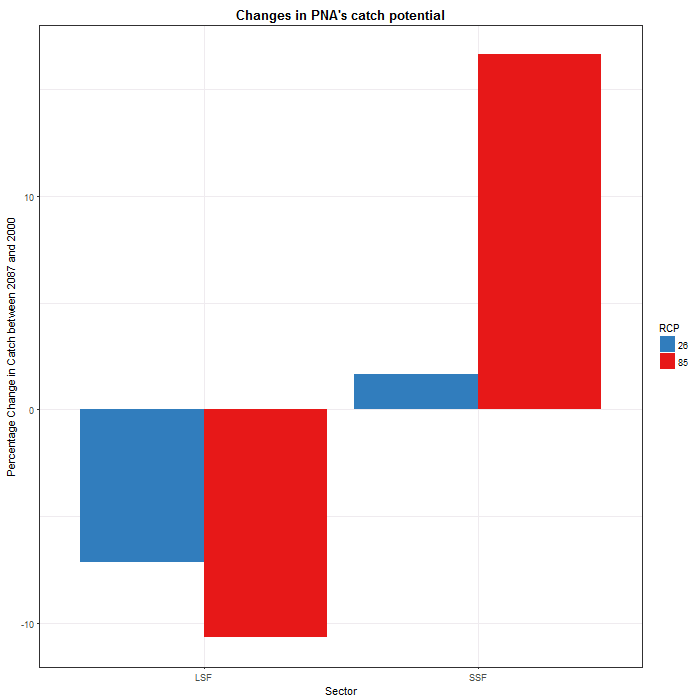 Changes in PNA's catch potential
Percentage Change in Catch between 2087 and 2000
10
0
-10
LSF
SSF
Sector
RCP
26
85